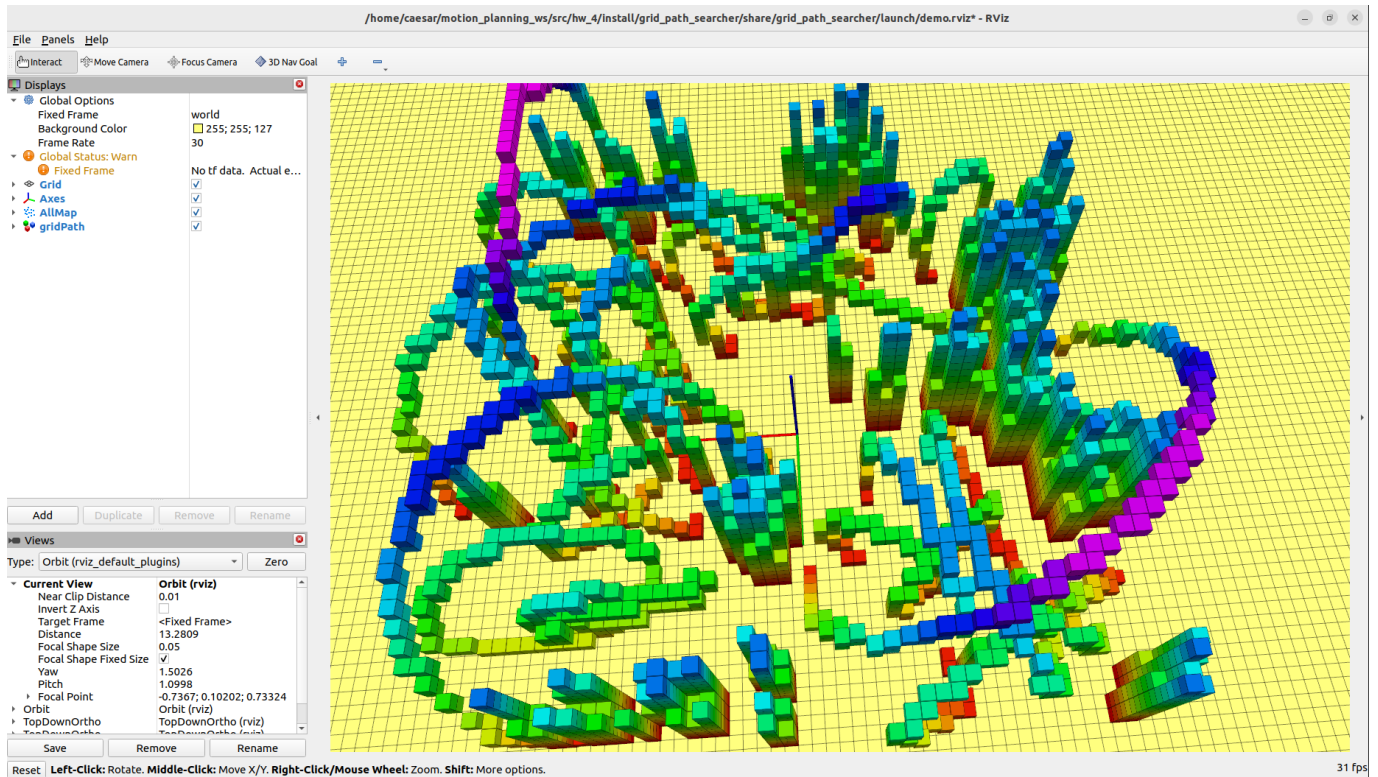 /home/caesar/motion_planning_ws/src/hw_4/install/grid_path_searcher/share/grid_path_searcher/launch/demo.rviz* - RViz
File Panels Help
Interact Move Camera Focus Camera 3D Nav Goal
Displays
Global Options
Fixed Frame world
Background Color 255; 255; 127
Frame Rate 30
Global Status: Warn
Fixed Frame No tf data. Actual e...
Grid
Axes
AllMap
gridPath
Add Duplicate Remove Rename
Views
Type: Orbit (rviz_default_plugins) Zero
Current View Orbit (rviz)
Near Clip Distance 0.01
Invert Z Axis
Target Frame <Fixed Frame>
Distance 13.2809
Focal Shape Size 0.05
Focal Shape Fixed Size
Yaw 1.5026
Pitch 1.0998
Focal Point -0.7367; 0.10202; 0.73324
Orbit Orbit (rviz)
TopDownOrtho TopDownOrtho (rviz)
TopDownOrtho TopDownOrtho (rviz)
Save Remove Rename
Reset Left-Click: Rotate. Middle-Click: Move X/Y. Right-Click/Mouse Wheel: Zoom. Shift: More options. 31 fps